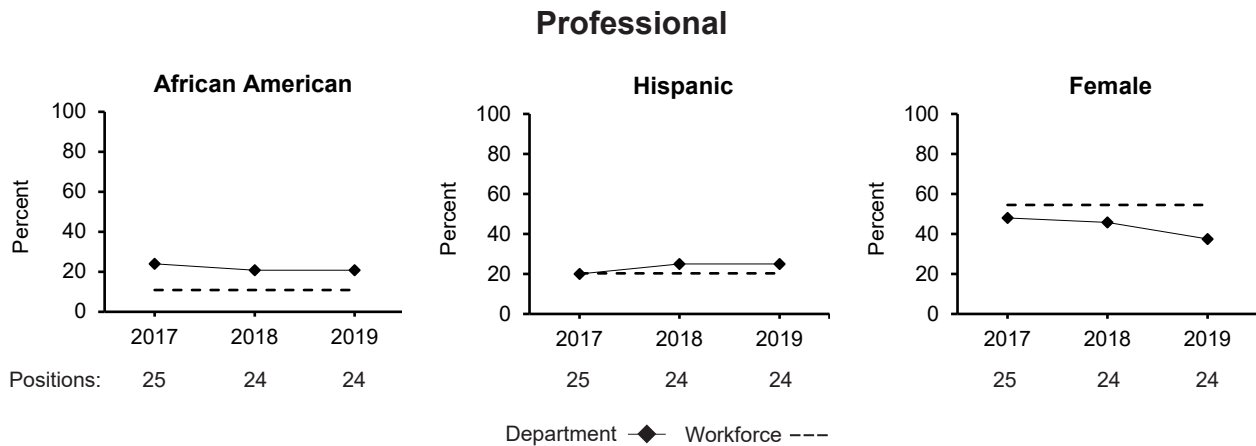 Professional
African American
100
80
60
40
20
0
Percent
2017 2018 2019
Hispanic
100
80
60
40
20
0
Percent
2017 2018 2019
Female
100
80
60
40
20
0
Percent
2017 2018 2019
Positions: 25 24 24
25 24 24
25 24 24
Department Workforce